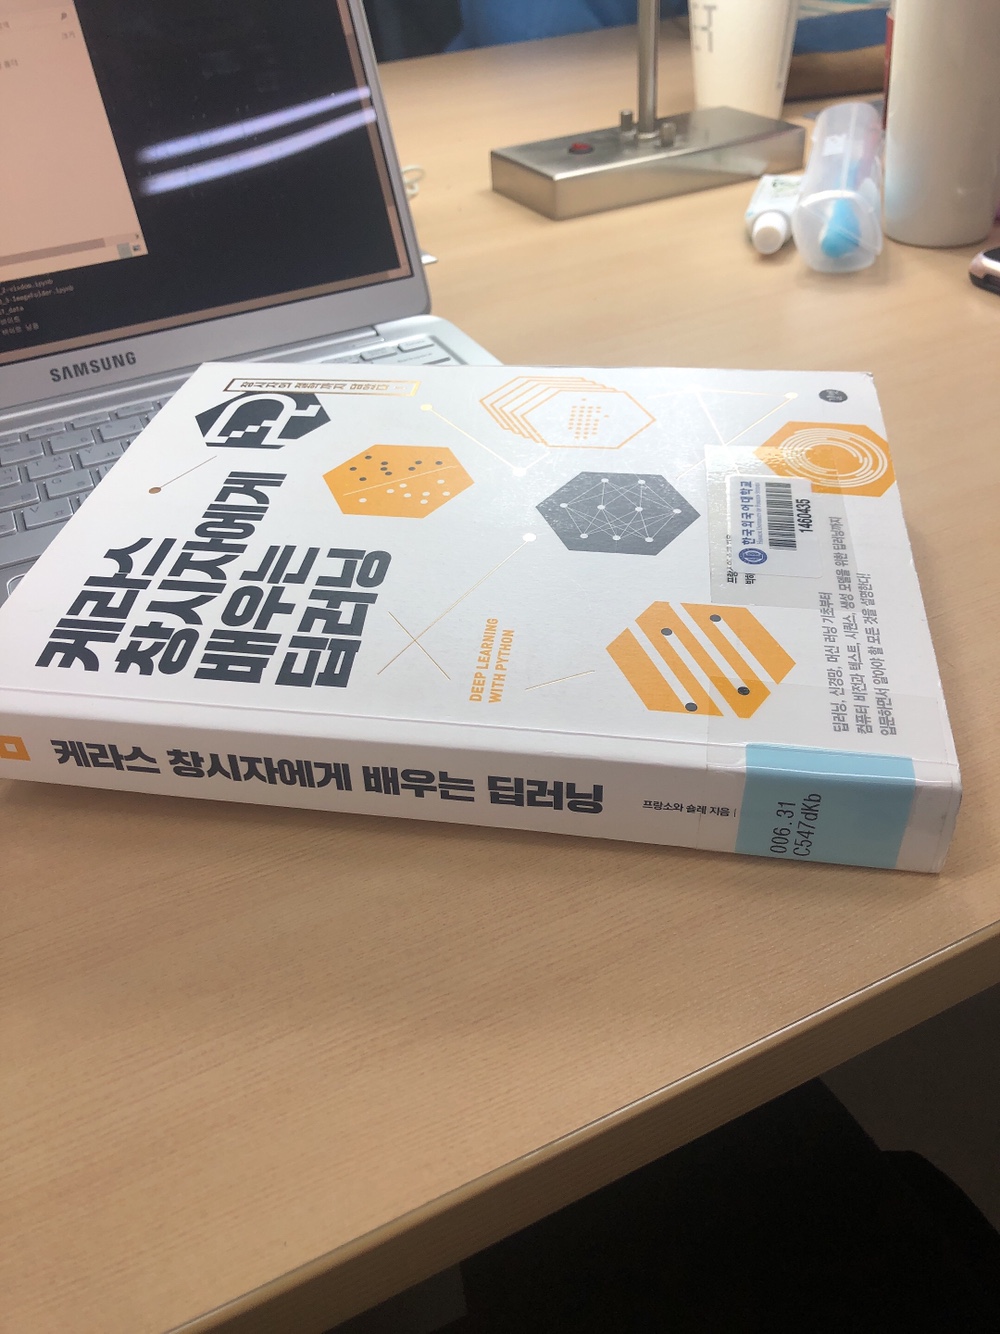 SAMSUNG
창시자의 철학까지 담았다
케라스
창시자에게
배우는
딥러닝
DEEP LEARNING
WITH PYTHON
한국외국어대학교
1460435
딥러닝, 신경망, 머신 러닝 기초부터
컴퓨터 비전과 텍스트, 시퀀스, 생성 모델을 위한 딥러닝까지
입문하면서 알아야 할 모든 것을 설명한다!
케라스 창시자에게 배우는 딥러닝
프랑소와 숄레 지음
006.31
C547dKb